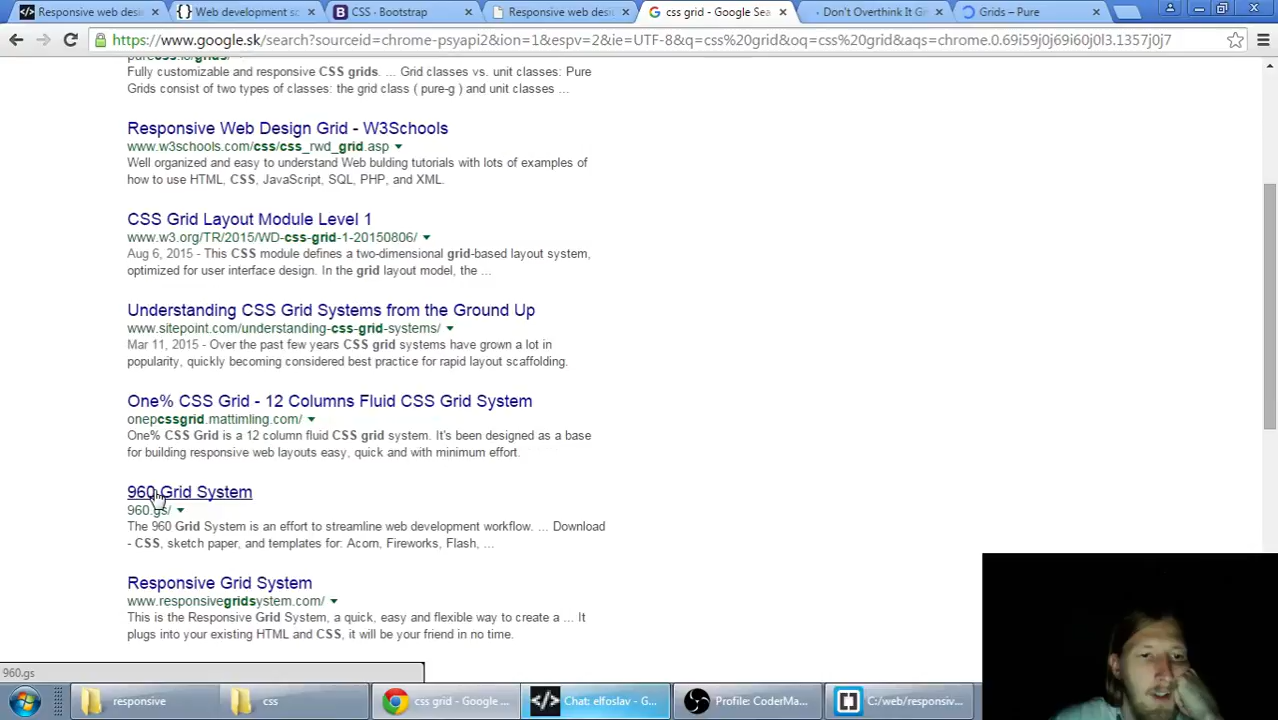 Responsive web desi
Web development sc
CSS · Bootstrap
Responsive web desi
css grid - Google Sea
Don't Overthink It Gr
Grids – Pure
https://www.google.sk/search?sourceid=chrome-psyapi2&ion=1&espv=2&ie=UTF-8&q=css%20grid&oq=css%20grid&aqs=chrome.0.69i59j0j69i60j0l3.1357j0j7
purecss.io/grids/
Fully customizable and responsive CSS grids. ... Grid classes vs. unit classes: Pure
Grids consist of two types of classes: the grid class ( pure-g ) and unit classes ...
Responsive Web Design Grid - W3Schools
www.w3schools.com/css/css_rwd_grid.asp
Well organized and easy to understand Web bulding tutorials with lots of examples of
how to use HTML, CSS, JavaScript, SQL, PHP, and XML.
CSS Grid Layout Module Level 1
www.w3.org/TR/2015/WD-css-grid-1-20150806/
Aug 6, 2015 - This CSS module defines a two-dimensional grid-based layout system,
optimized for user interface design. In the grid layout model, the ...
Understanding CSS Grid Systems from the Ground Up
www.sitepoint.com/understanding-css-grid-systems/
Mar 11, 2015 - Over the past few years CSS grid systems have grown a lot in
popularity, quickly becoming considered best practice for rapid layout scaffolding.
One% CSS Grid - 12 Columns Fluid CSS Grid System
onepcssgrid.mattimling.com/
One% CSS Grid is a 12 column fluid CSS grid system. It's been designed as a base
for building responsive web layouts easy, quick and with minimum effort.
960 Grid System
960.gs/
The 960 Grid System is an effort to streamline web development workflow. ... Download
- CSS, sketch paper, and templates for: Acorn, Fireworks, Flash, ...
Responsive Grid System
www.responsivegridsystem.com/
This is the Responsive Grid System, a quick, easy and flexible way to create a ... It
plugs into your existing HTML and CSS, it will be your friend in no time.
960.gs
responsive
css
css grid - Google ...
Chat: elfoslav - G...
Profile: CoderMa...
C:/web/responsiv...